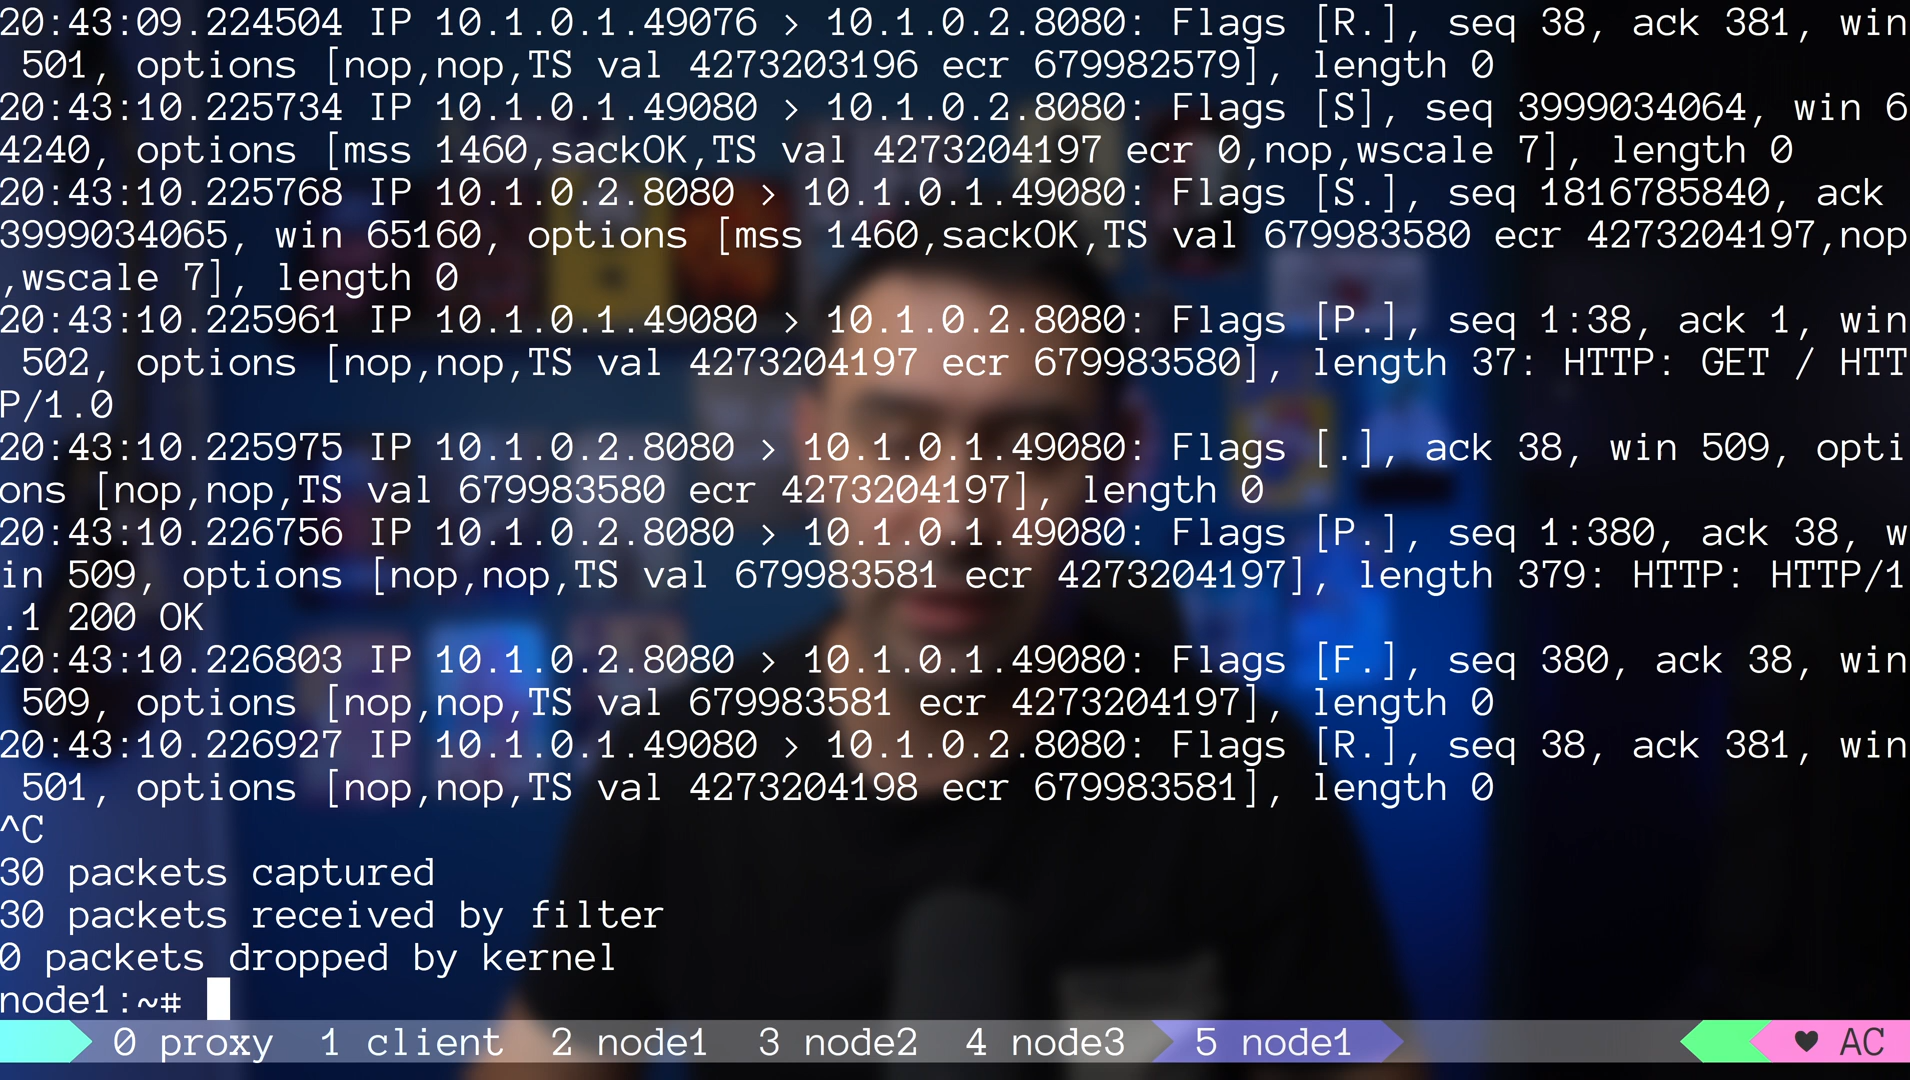 20:43:09.224504 IP 10.1.0.1.49076 > 10.1.0.2.8080: Flags [R.], seq 38, ack 381, win
 501, options [nop,nop,TS val 4273203196 ecr 679982579], length 0
20:43:10.225734 IP 10.1.0.1.49080 > 10.1.0.2.8080: Flags [S], seq 3999034064, win 6
4240, options [mss 1460,sackOK,TS val 4273204197 ecr 0,nop,wscale 7], length 0
20:43:10.225768 IP 10.1.0.2.8080 > 10.1.0.1.49080: Flags [S.], seq 1816785840, ack
3999034065, win 65160, options [mss 1460,sackOK,TS val 679983580 ecr 4273204197,nop
,wscale 7], length 0
20:43:10.225961 IP 10.1.0.1.49080 > 10.1.0.2.8080: Flags [P.], seq 1:38, ack 1, win
 502, options [nop,nop,TS val 4273204197 ecr 679983580], length 37: HTTP: GET / HTT
P/1.0
20:43:10.225975 IP 10.1.0.2.8080 > 10.1.0.1.49080: Flags [.], ack 38, win 509, opti
ons [nop,nop,TS val 679983580 ecr 4273204197], length 0
20:43:10.226756 IP 10.1.0.2.8080 > 10.1.0.1.49080: Flags [P.], seq 1:380, ack 38, w
in 509, options [nop,nop,TS val 679983581 ecr 4273204197], length 379: HTTP: HTTP/1
.1 200 OK
20:43:10.226803 IP 10.1.0.2.8080 > 10.1.0.1.49080: Flags [F.], seq 380, ack 38, win
 509, options [nop,nop,TS val 679983581 ecr 4273204197], length 0
20:43:10.226927 IP 10.1.0.1.49080 > 10.1.0.2.8080: Flags [R.], seq 38, ack 381, win
 501, options [nop,nop,TS val 4273204198 ecr 679983581], length 0
^C
30 packets captured
30 packets received by filter
0 packets dropped by kernel
node1:~#
0 proxy 1 client 2 node1 3 node2 4 node3 5 node1 ♥ AC